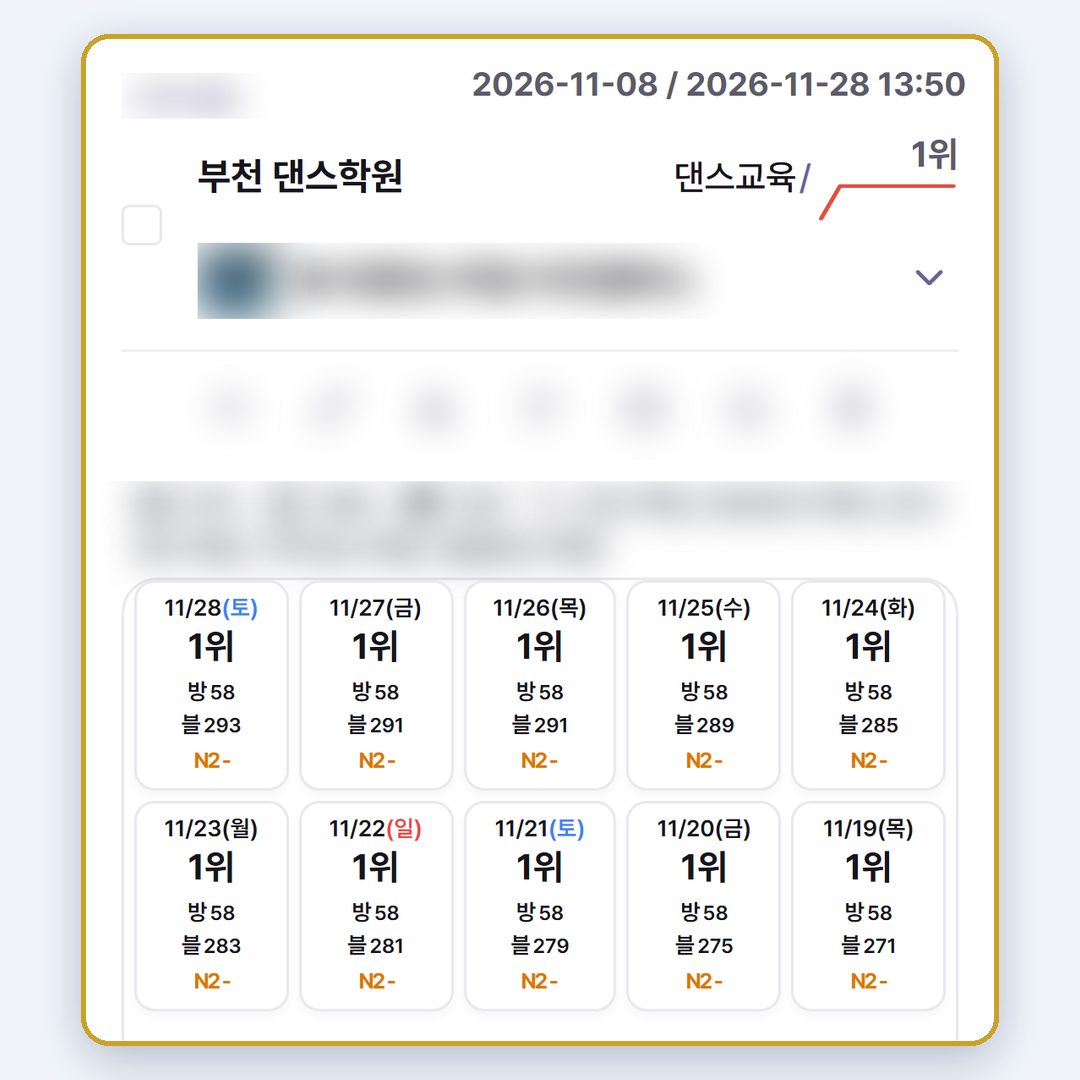 2026-11-08 / 2026-11-28 13:50
1위
부천 댄스학원
댄스교육/
11/28(토) 11/27(금) 11/26(목) 11/25(수) 11/24(화)
1위 1위 1위 1위 1위
방58 방58 방58 방58 방58
블293 블291 블291 블289 블285
N2- N2- N2- N2- N2-
11/23(월) 11/22(일) 11/21(토) 11/20(금) 11/19(목)
1위 1위 1위 1위 1위
방58 방58 방58 방58 방58
블283 블281 블279 블275 블271
N2- N2- N2- N2- N2-